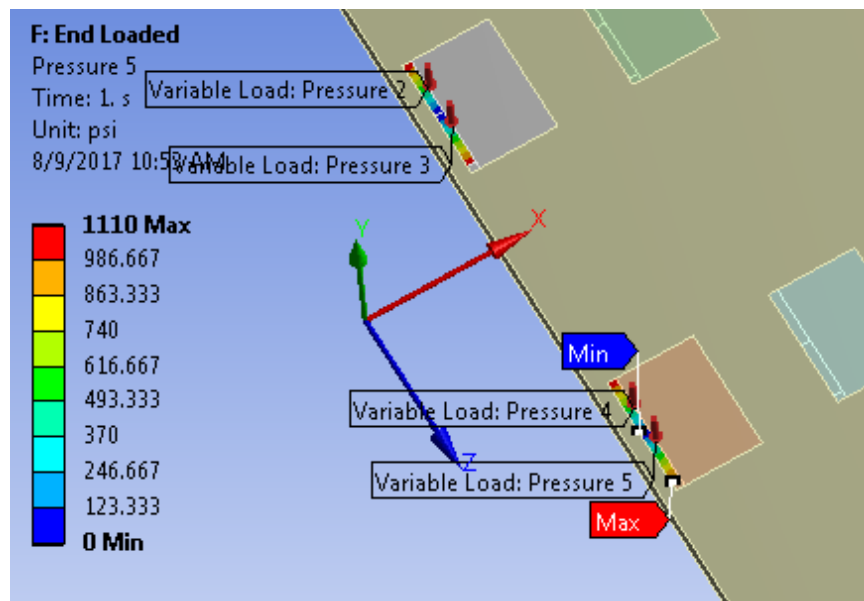 F: End Loaded
Pressure 5
Time: 1. s
Unit: psi
8/9/2017 10:53 AM
Variable Load: Pressure 2
Variable Load: Pressure 3
1110 Max
986.667
863.333
740
616.667
493.333
370
246.667
123.333
0 Min
Y
X
Z
Min
Variable Load: Pressure 4
Variable Load: Pressure 5
Max